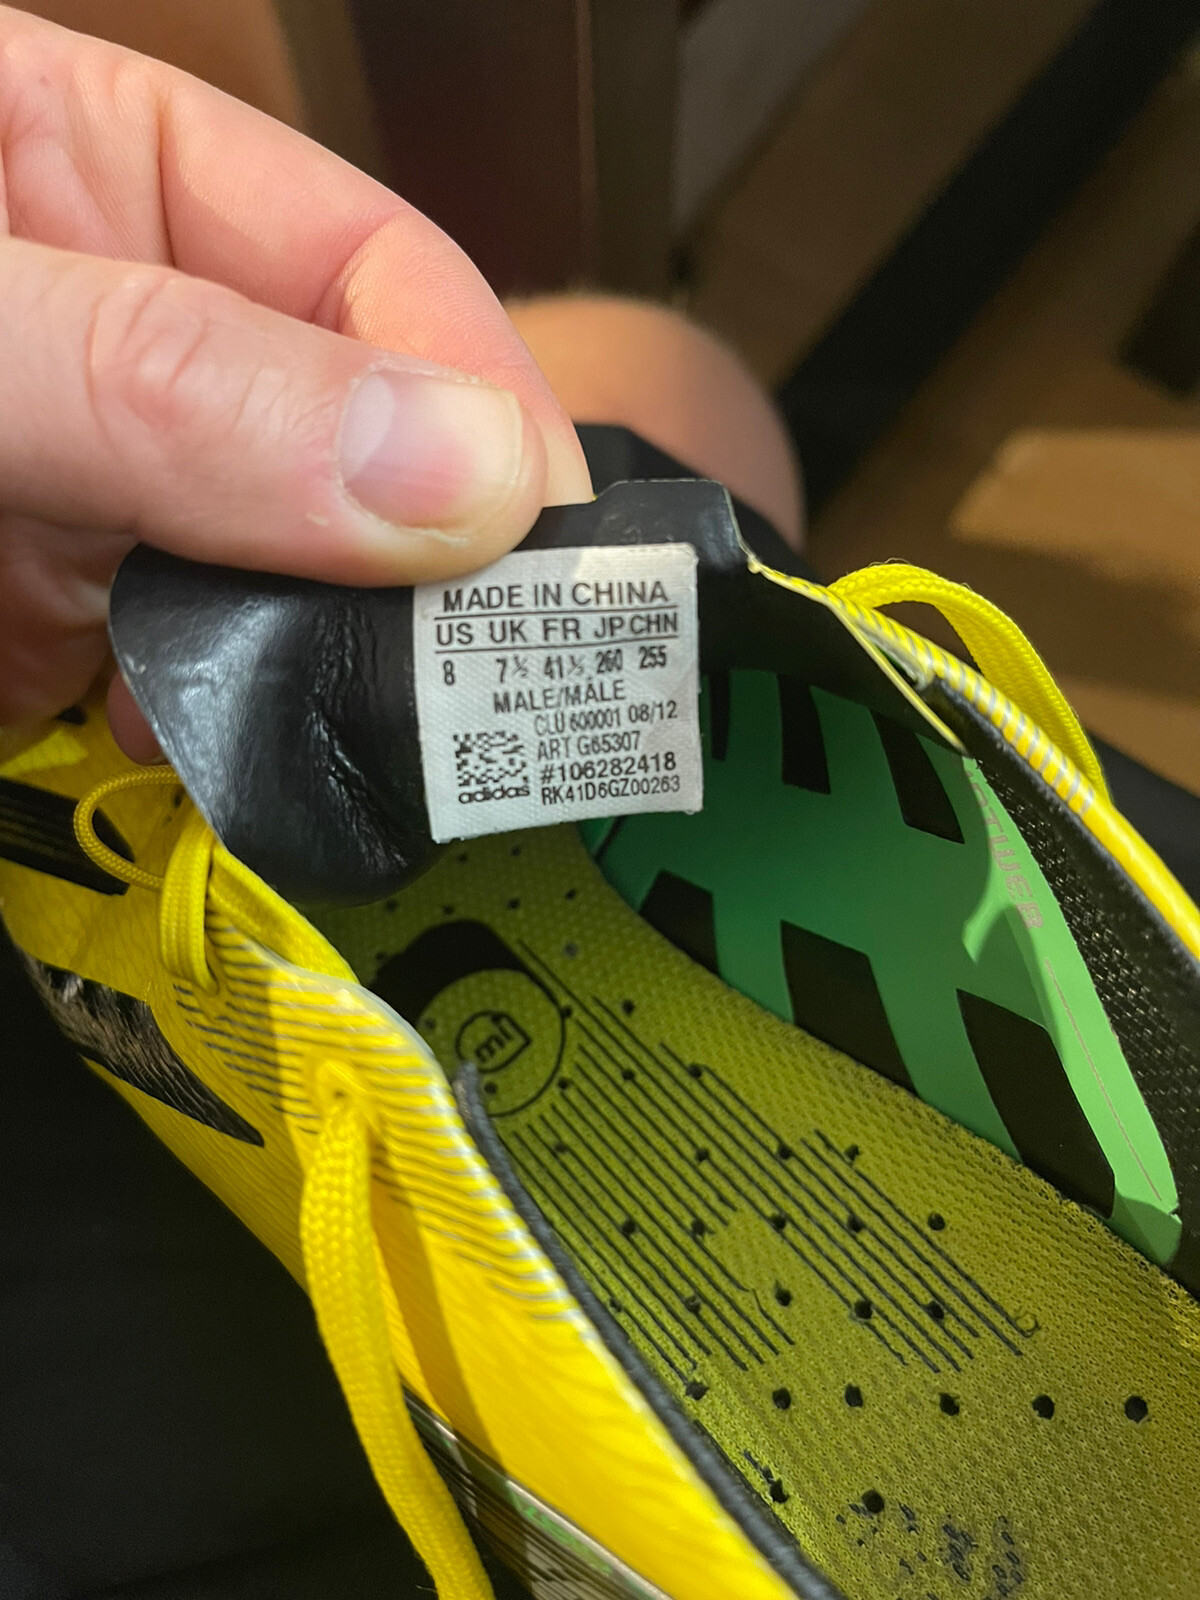 MADE IN CHINA
US UK FR JP CHN
8 7½ 41⅓ 260 255
MALE/MÂLE
CLU 600001 08/12
ART G65307
#106282418
adidas RK41D6GZ00263